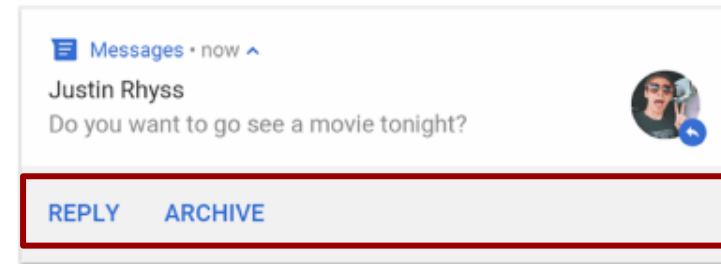 Messages • now
Justin Rhyss
Do you want to go see a movie tonight?
REPLY ARCHIVE